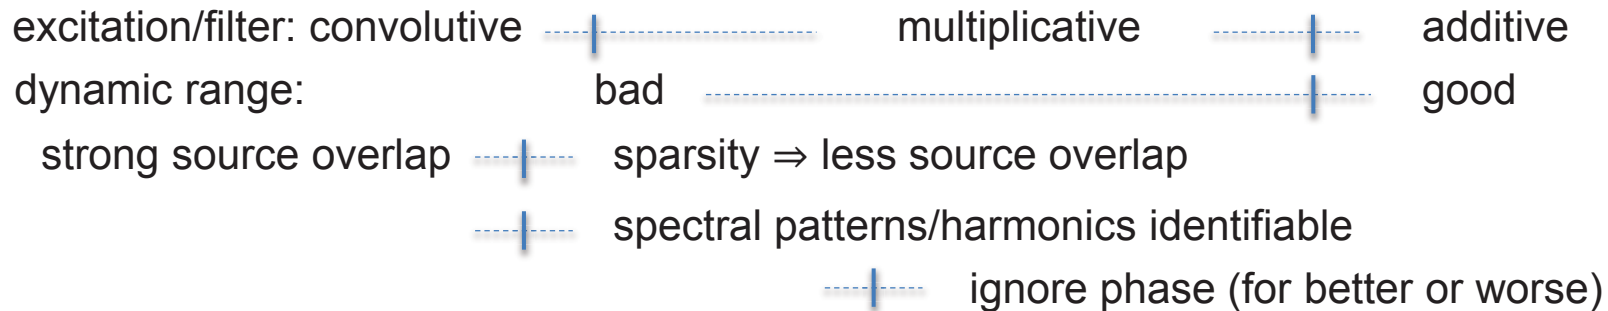 excitation/filter: convolutive multiplicative additive
dynamic range: bad good
strong source overlap sparsity ⇒ less source overlap
spectral patterns/harmonics identifiable
ignore phase (for better or worse)